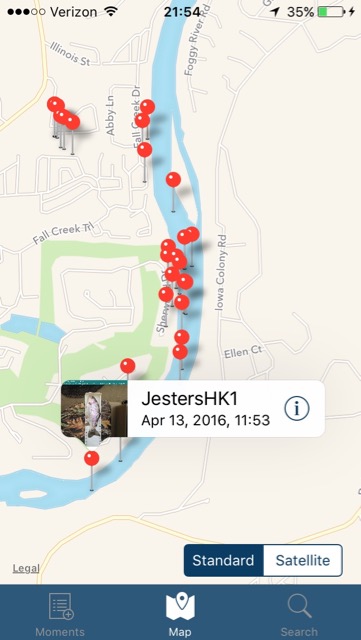 Verizon 21:54 35%
Illinois St
Foggy River Rd
Abby Ln
Fall Creek Dr
Fall Creek Trl
Iowa Colony Rd
Ellen Ct
JestersHK1
Apr 13, 2016, 11:53
Legal
Standard Satellite
Moments Map Search